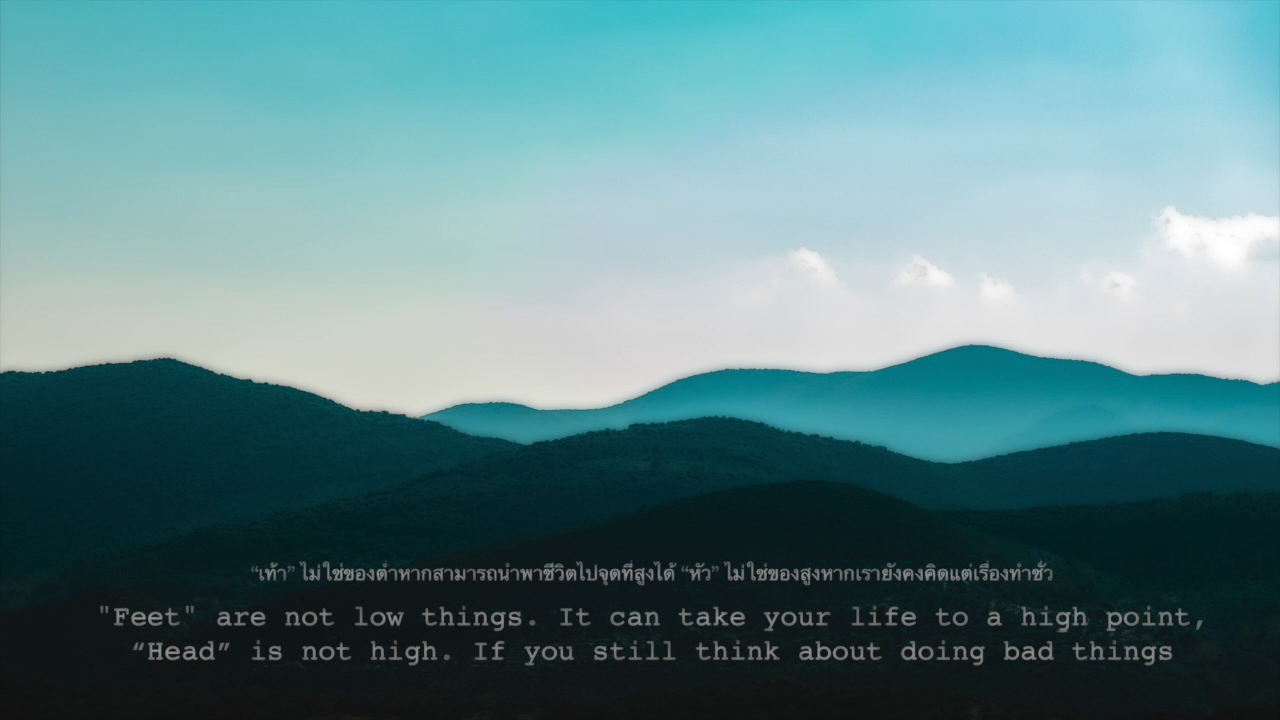 “เท้า” ไม่ใช่ของต่ำหากสามารถนำพาชีวิตไปจุดที่สูงได้ “หัว” ไม่ใช่ของสูงหากเรายังคงคิดแต่เรื่องทำชั่ว
"Feet" are not low things. It can take your life to a high point,
“Head” is not high. If you still think about doing bad things